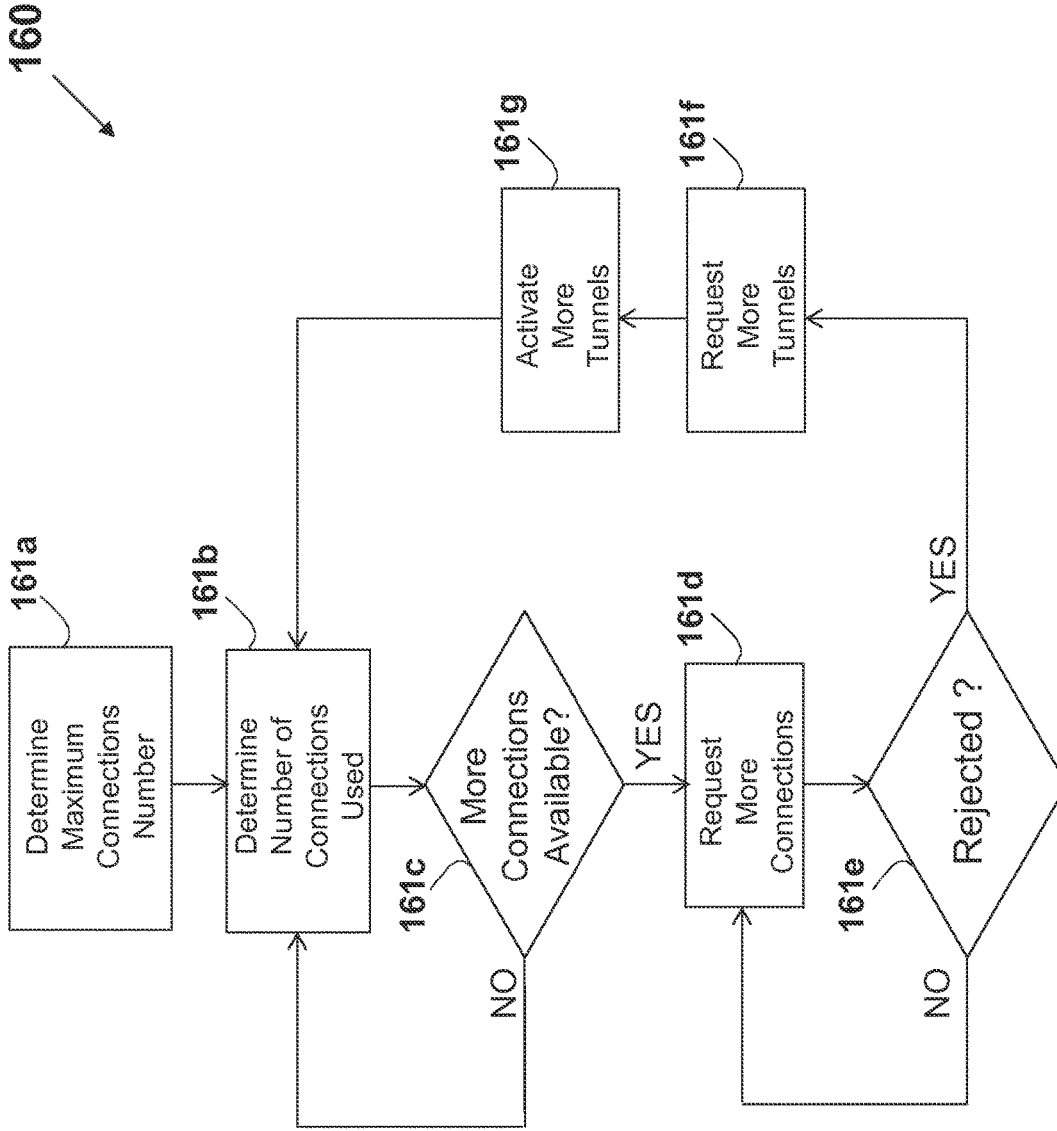 160
161a
Determine
Maximum
Connections
Number
161b
Determine
Number of
Connections
Used
161c
More
Connections
Available?
NO
YES
161d
Request
More
Connections
161e
Rejected ?
NO
YES
161f
Request
More
Tunnels
161g
Activate
More
Tunnels